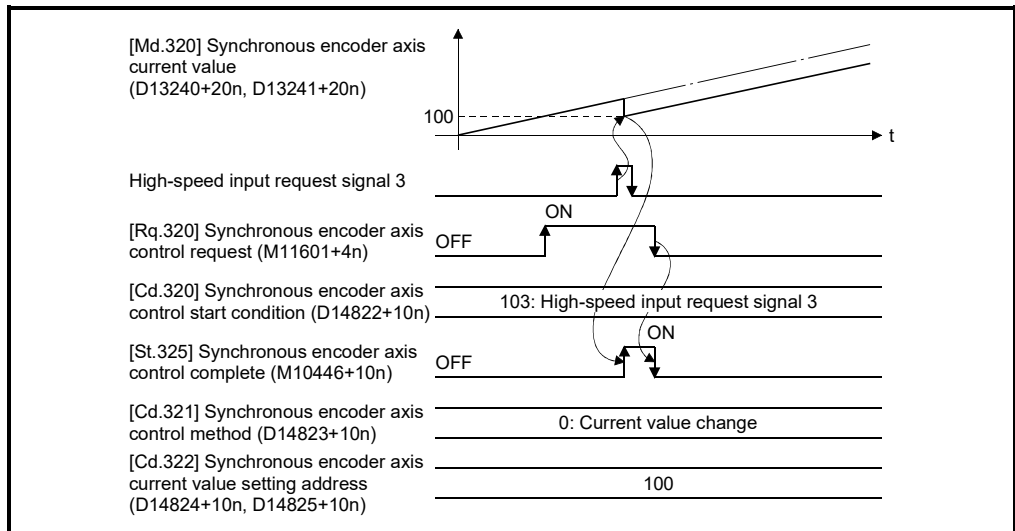 [Md.320] Synchronous encoder axis
current value
(D13240+20n, D13241+20n)
100
t
High-speed input request signal 3
ON
[Rq.320] Synchronous encoder axis
control request (M11601+4n)
OFF
[Cd.320] Synchronous encoder axis
control start condition (D14822+10n)
103: High-speed input request signal 3
ON
[St.325] Synchronous encoder axis
control complete (M10446+10n)
OFF
[Cd.321] Synchronous encoder axis
control method (D14823+10n)
0: Current value change
[Cd.322] Synchronous encoder axis
current value setting address
(D14824+10n, D14825+10n)
100